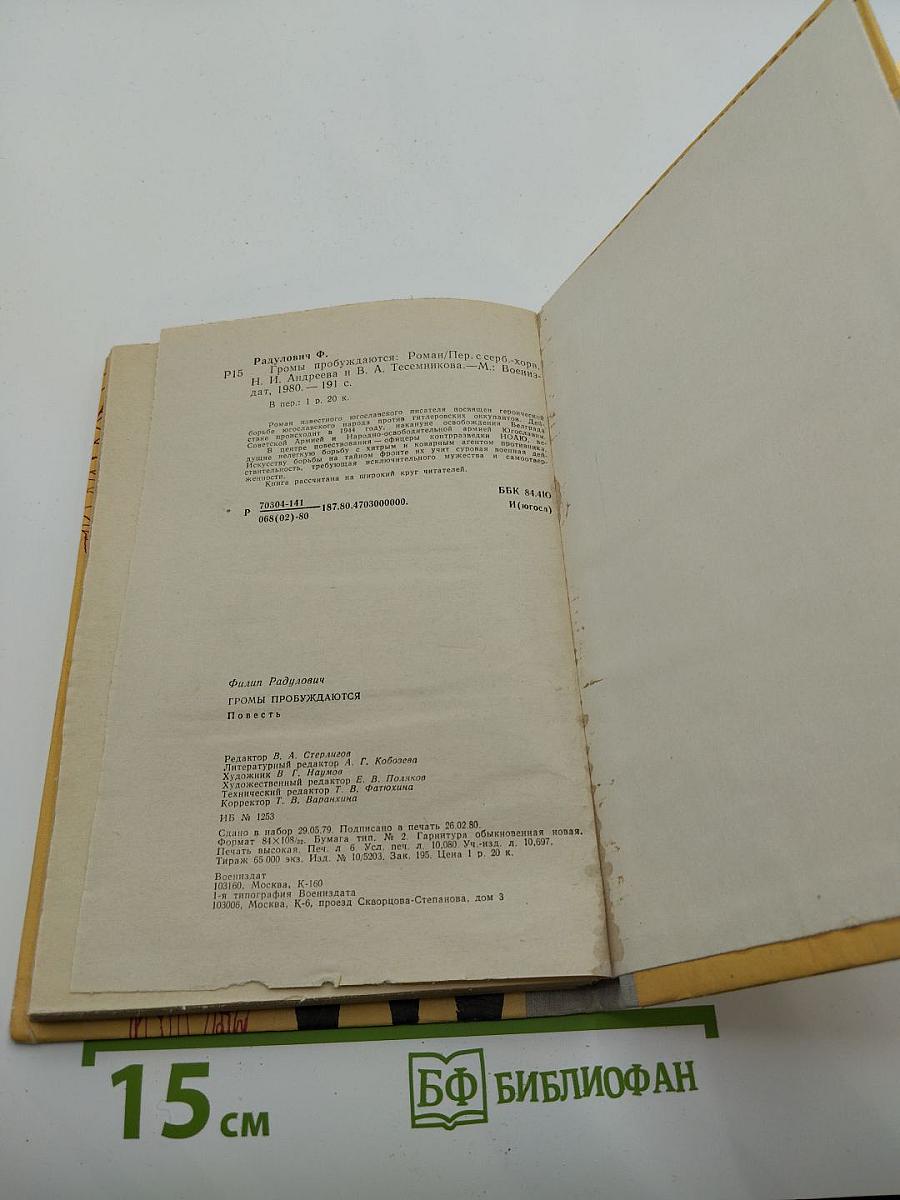 Радулович Ф.
Р15 Громы пробуждаются: Роман/Пер. с серб.-хорв.
Н. И. Андреева и В. А. Тесемникова.—М.: Воениз-
дат, 1980.— 191 с.
В пер.: 1 р. 20 к.
Роман известного югославского писателя посвящен героической
борьбе югославского народа против гитлеровских оккупантов. Дей-
ствие происходит в 1944 году, накануне освобождения Белграда
Советской Армией и Народно-освободительной армией Югославии.
В центре повествования — офицеры контрразведки НОАЮ, ве-
дущие нелегкую борьбу с хитрым и коварным агентом противника.
Искусству борьбы на тайном фронте их учит суровая военная дей-
ствительность, требующая исключительного мужества и самоотвер-
женности.
Книга рассчитана на широкий круг читателей.
Р 70304-141
068(02)-80 —187.80.4703000000.
ББК 84.4Ю
И(югосл)
Филип Радулович
ГРОМЫ ПРОБУЖДАЮТСЯ
Повесть
Редактор В. А. Стерлигов
Литературный редактор А. Г. Кобозева
Художник В. Г. Наумов
Художественный редактор Е. В. Поляков
Технический редактор Т. В. Фатюхина
Корректор Т. В. Варанхина
ИБ № 1253
Сдано в набор 29.05.79. Подписано в печать 26.02.80.
Формат 84×108/32. Бумага тип. № 2. Гарнитура обыкновенная новая.
Печать высокая. Печ. л 6 Усл. печ. л. 10,080 Уч.-изд. л. 10,697.
Тираж 65 000 экз. Изд. № 10/5203. Зак. 195. Цена 1 р. 20 к.
Воениздат
103160, Москва, К-160
1-я типография Воениздата
103006, Москва, К-6, проезд Скворцова-Степанова, дом 3
15 см
БФ БИБЛИОФАН